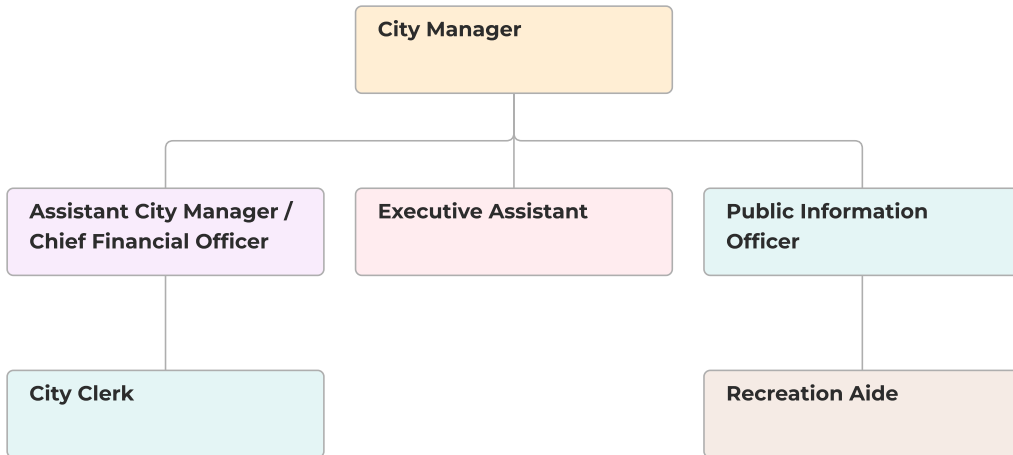 City Manager
Assistant City Manager /
Chief Financial Officer
Executive Assistant
Public Information
Officer
City Clerk
Recreation Aide